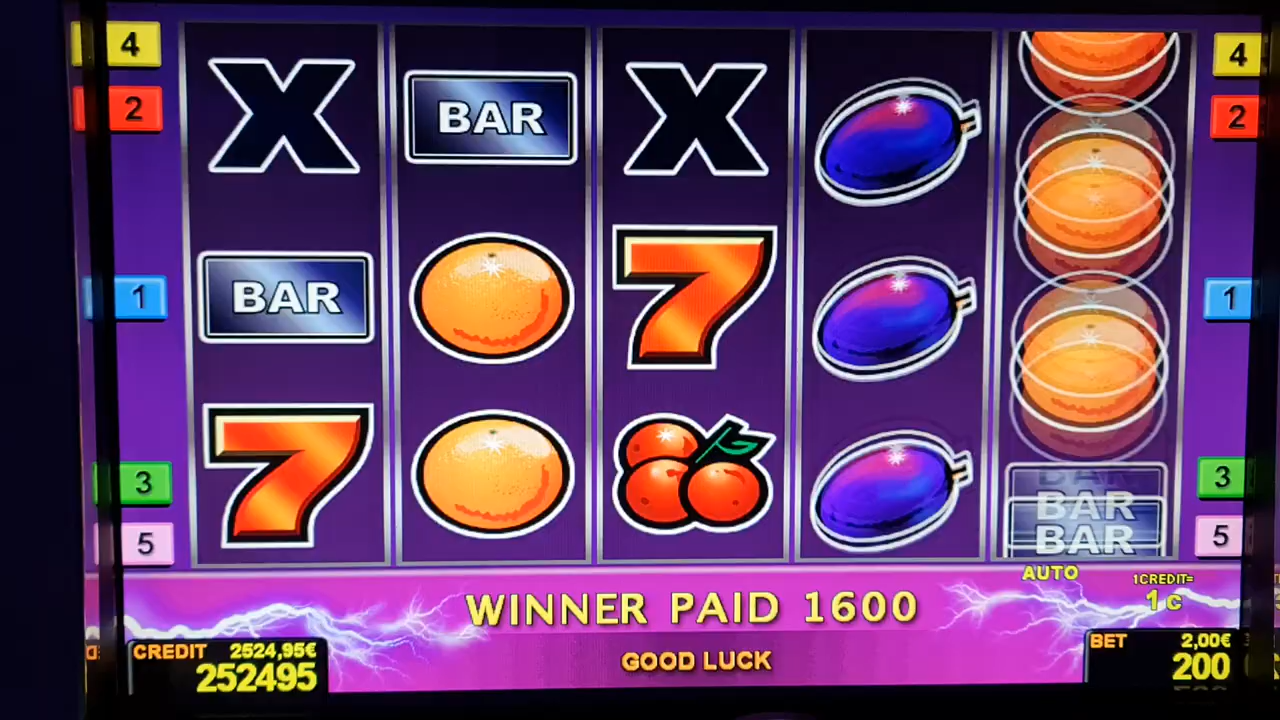 4
4
2
2
BAR
1
1
BAR
3
3
BAR
BAR
5
5
AUTO
1CREDIT=
1 C
WINNER PAID 1600
CREDIT 2524,95€
252495
GOOD LUCK
BET 2,00€
200